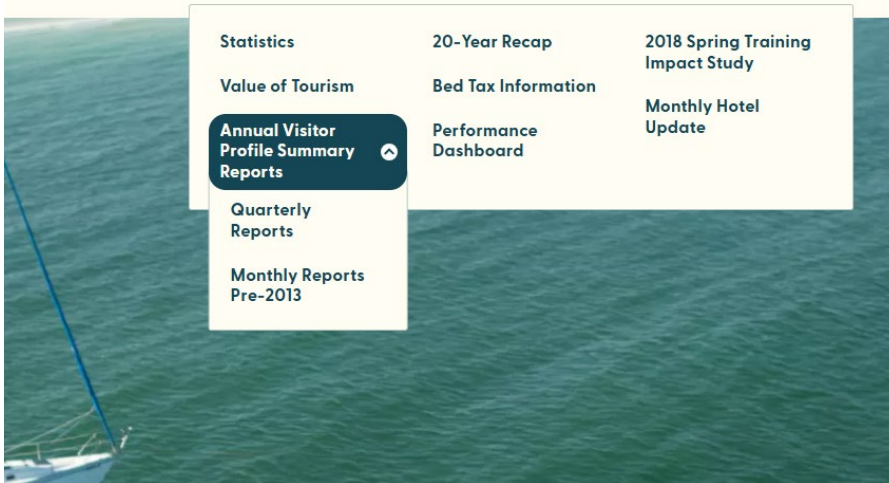 Statistics
Value of Tourism
Annual Visitor
Profile Summary
Reports
Quarterly
Reports
Monthly Reports
Pre-2013
20-Year Recap
Bed Tax Information
Performance
Dashboard
2018 Spring Training
Impact Study
Monthly Hotel
Update